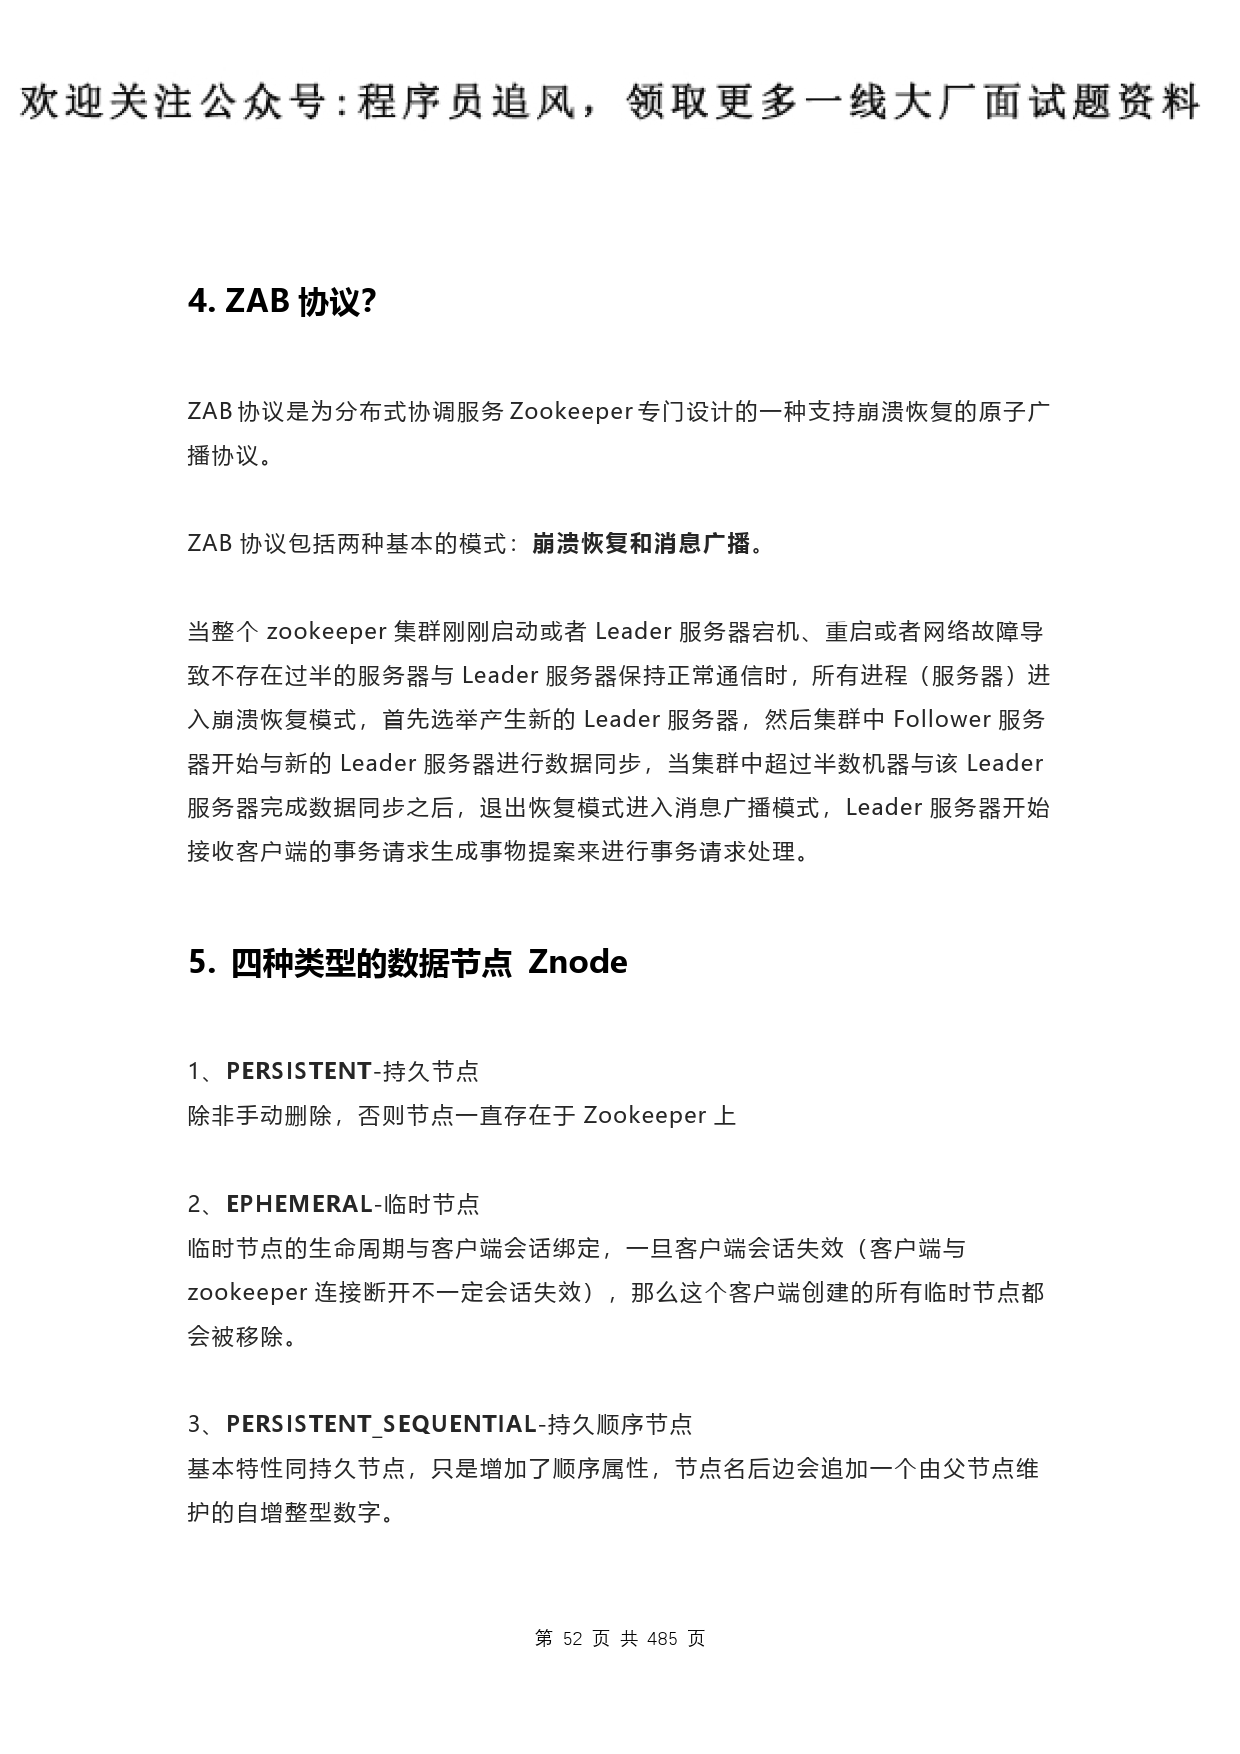 欢迎关注公众号:程序员追风，领取更多一线大厂面试题资料
4. ZAB 协议？
ZAB 协议是为分布式协调服务 Zookeeper 专门设计的一种支持崩溃恢复的原子广
播协议。
ZAB 协议包括两种基本的模式：崩溃恢复和消息广播。
当整个 zookeeper 集群刚刚启动或者 Leader 服务器宕机、重启或者网络故障导
致不存在过半的服务器与 Leader 服务器保持正常通信时，所有进程（服务器）进
入崩溃恢复模式，首先选举产生新的 Leader 服务器，然后集群中 Follower 服务
器开始与新的 Leader 服务器进行数据同步，当集群中超过半数机器与该 Leader
服务器完成数据同步之后，退出恢复模式进入消息广播模式，Leader 服务器开始
接收客户端的事务请求生成事物提案来进行事务请求处理。
5. 四种类型的数据节点 Znode
1、PERSISTENT-持久节点
除非手动删除，否则节点一直存在于 Zookeeper 上
2、EPHEMERAL-临时节点
临时节点的生命周期与客户端会话绑定，一旦客户端会话失效（客户端与
zookeeper 连接断开不一定会话失效），那么这个客户端创建的所有临时节点都
会被移除。
3、PERSISTENT_SEQUENTIAL-持久顺序节点
基本特性同持久节点，只是增加了顺序属性，节点名后边会追加一个由父节点维
护的自增整型数字。
第 52 页 共 485 页